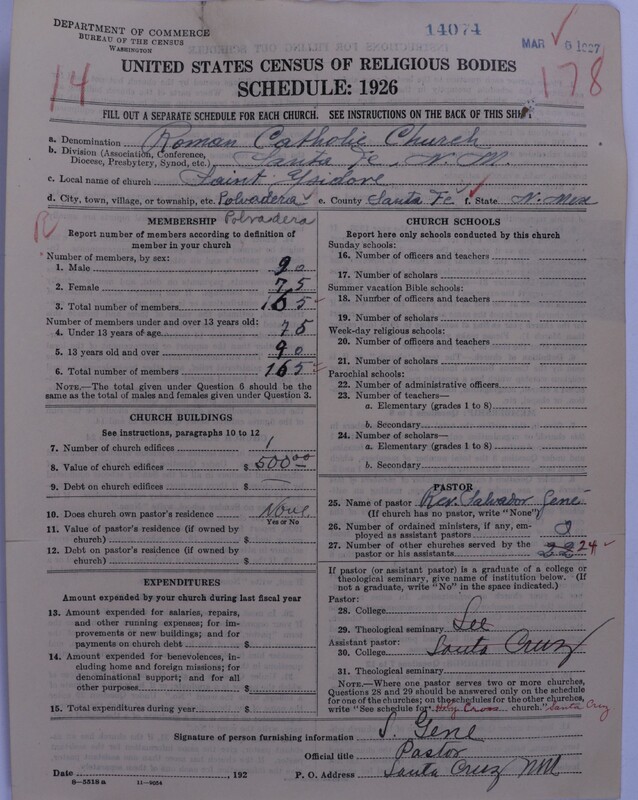 DEPARTMENT OF COMMERCE
BUREAU OF THE CENSUS
WASHINGTON
14074
MAR 6 1927
14
178
UNITED STATES CENSUS OF RELIGIOUS BODIES
SCHEDULE: 1926
FILL OUT A SEPARATE SCHEDULE FOR EACH CHURCH. SEE INSTRUCTIONS ON THE BACK OF THIS SHEET
a. Denomination Roman Catholic Church
b. Division (Association, Conference, Diocese, Presbytery, Synod, etc.) Santa Fe, N.M.
c. Local name of church Saint Ysidore
d. City, town, village, or township, etc. Polvadera e. County Santa Fe f. State N. Mex
R
MEMBERSHIP Polvadera
Report number of members according to definition of member in your church
Number of members, by sex:
1. Male 90
2. Female 75
3. Total number of members 165
Number of members under and over 13 years old:
4. Under 13 years of age 75
5. 13 years old and over 90
6. Total number of members 165
NOTE.—The total given under Question 6 should be the same as the total of males and females given under Question 3.
CHURCH BUILDINGS
See instructions, paragraphs 10 to 12
7. Number of church edifices 1
8. Value of church edifices $ 500 00
9. Debt on church edifices $ —
10. Does church own pastor's residence None
Yes or No
11. Value of pastor's residence (if owned by church) $
12. Debt on pastor's residence (if owned by church) $
EXPENDITURES
Amount expended by your church during last fiscal year
13. Amount expended for salaries, repairs, and other running expenses; for improvements or new buildings; and for payments on church debt $
14. Amount expended for benevolences, including home and foreign missions; for denominational support; and for all other purposes $
15. Total expenditures during year $
CHURCH SCHOOLS
Report here only schools conducted by this church
Sunday schools:
16. Number of officers and teachers
17. Number of scholars
Summer vacation Bible schools:
18. Number of officers and teachers
19. Number of scholars
Week-day religious schools:
20. Number of officers and teachers
21. Number of scholars
Parochial schools:
22. Number of administrative officers
23. Number of teachers—
a. Elementary (grades 1 to 8)
b. Secondary
24. Number of scholars—
a. Elementary (grades 1 to 8)
b. Secondary
PASTOR
25. Name of pastor Rev. Salvador Gené
(If church has no pastor, write "None")
26. Number of ordained ministers, if any, employed as assistant pastors 2
27. Number of other churches served by the pastor or his assistants 24
If pastor (or assistant pastor) is a graduate of a college or theological seminary, give name of institution below. (If not a graduate, write "No" in the space indicated.)
Pastor:
28. College
29. Theological seminary See
Assistant pastor:
30. College Santa Cruz
31. Theological seminary
NOTE.—Where one pastor serves two or more churches, Questions 28 and 29 should be answered only on the schedule for one of the churches; on the schedules for the other churches, write "See schedule for Holy Cross church." Santa Cruz
Signature of person furnishing information S. Gene
Official title Pastor
Date , 192 P. O. Address Santa Cruz NM
8—5518 a 11—9054